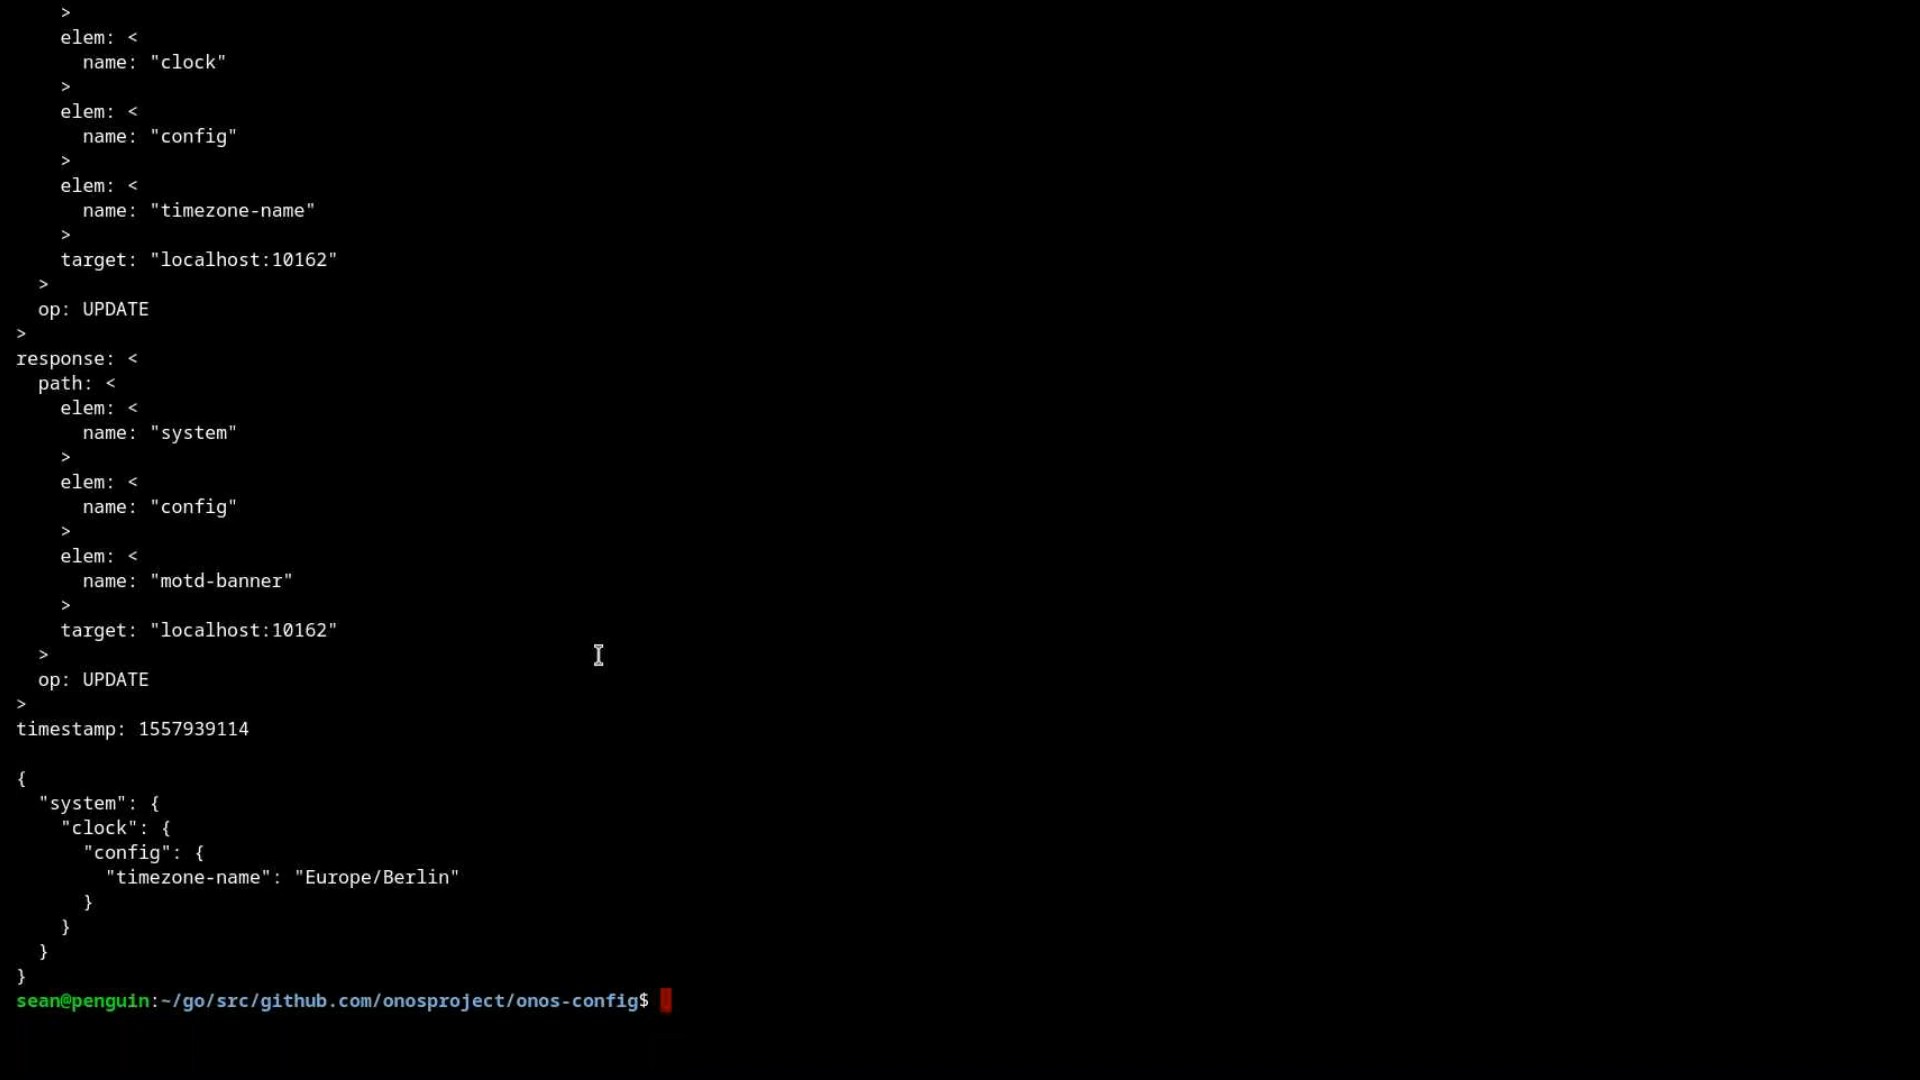 >
    elem: <
      name: "clock"
    >
    elem: <
      name: "config"
    >
    elem: <
      name: "timezone-name"
    >
    target: "localhost:10162"
  >
  op: UPDATE
>
response: <
  path: <
    elem: <
      name: "system"
    >
    elem: <
      name: "config"
    >
    elem: <
      name: "motd-banner"
    >
    target: "localhost:10162"
  >
  op: UPDATE
>
timestamp: 1557939114

{
  "system": {
    "clock": {
      "config": {
        "timezone-name": "Europe/Berlin"
      }
    }
  }
}
sean@penguin:~/go/src/github.com/onosproject/onos-config$